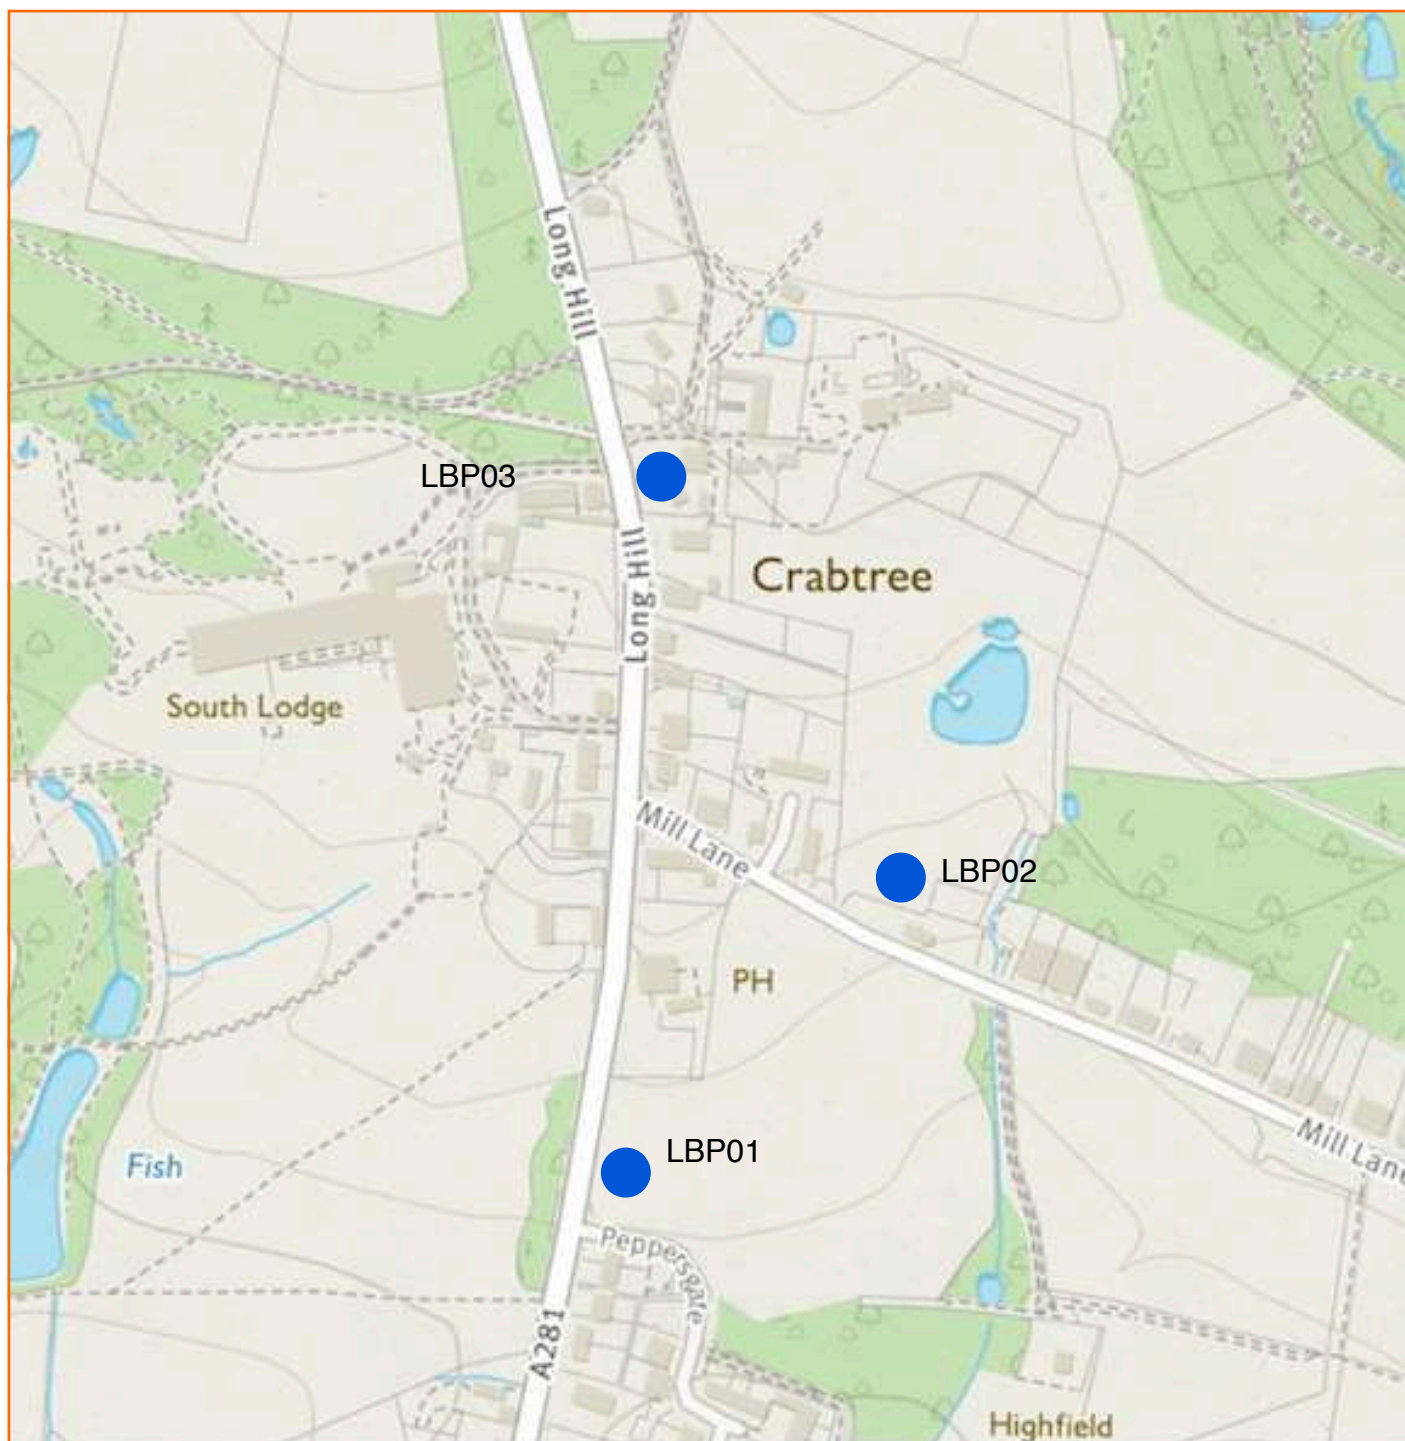 Long Hill
LBP03
Long Hill
Crabtree
South Lodge
Mill Lane
LBP02
PH
Mill Lane
LBP01
Fish
Peppersgate
A281
Highfield